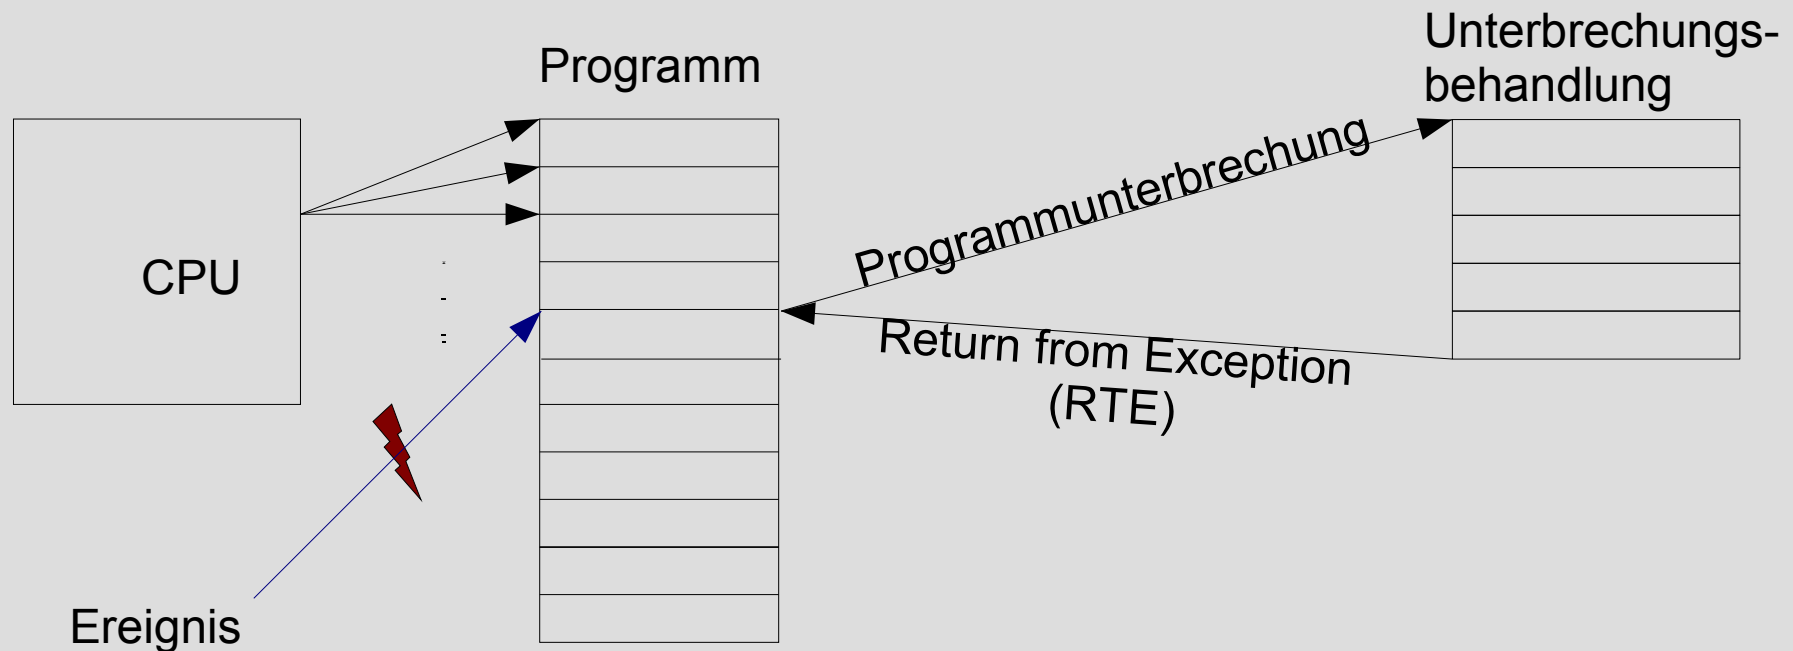 Unterbrechungs-
behandlung
Programm
CPU
Programmunterbrechung
Return from Exception
(RTE)
Ereignis